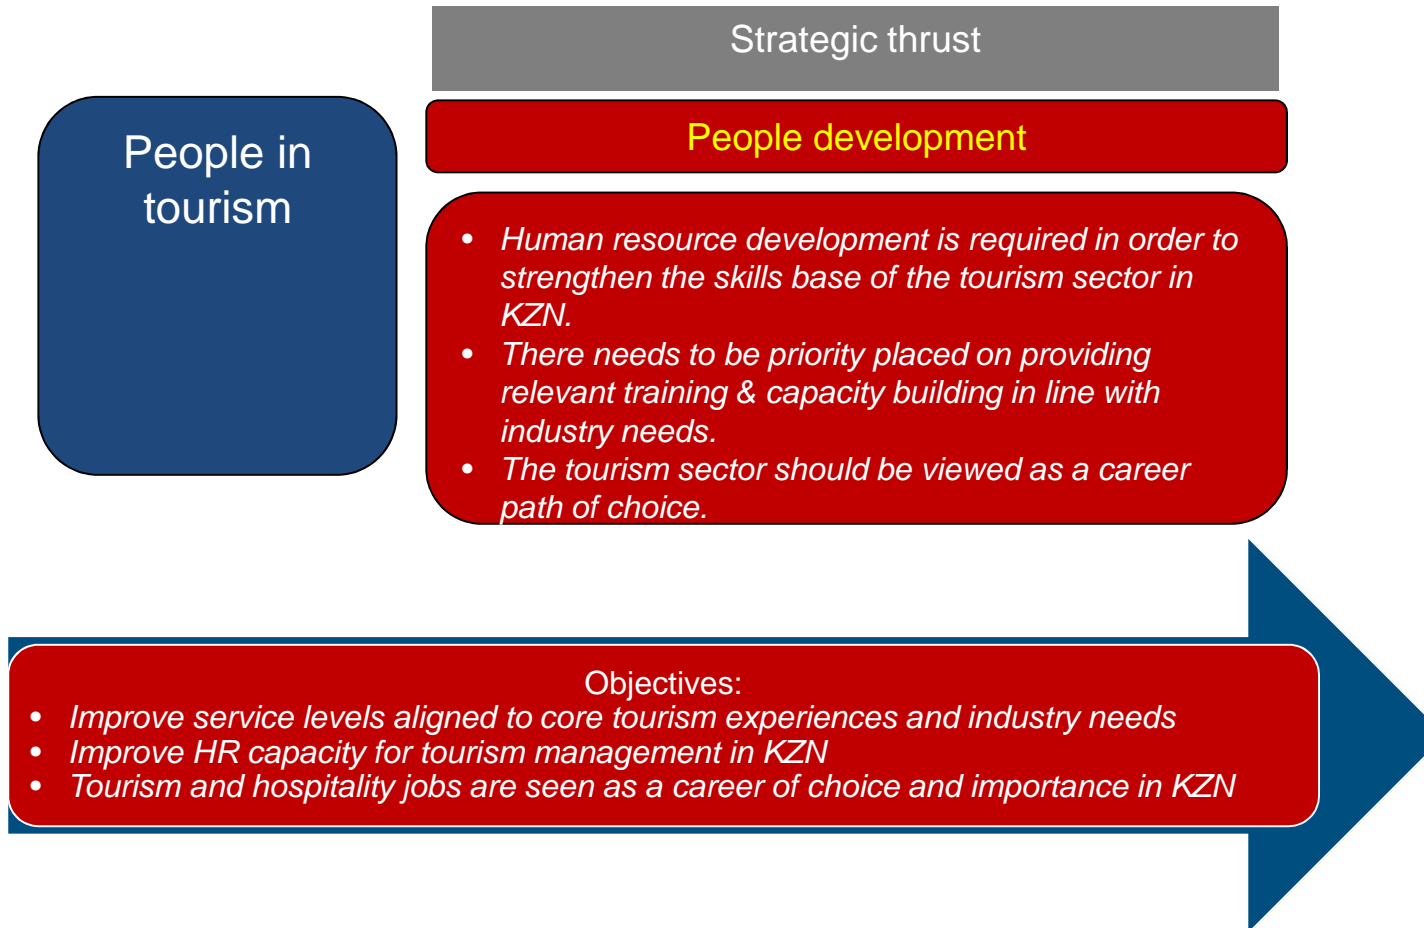 Strategic thrust
People in
tourism
People development
• Human resource development is required in order to
strengthen the skills base of the tourism sector in
KZN.
• There needs to be priority placed on providing
relevant training & capacity building in line with
industry needs.
• The tourism sector should be viewed as a career
path of choice.
Objectives:
• Improve service levels aligned to core tourism experiences and industry needs
• Improve HR capacity for tourism management in KZN
• Tourism and hospitality jobs are seen as a career of choice and importance in KZN